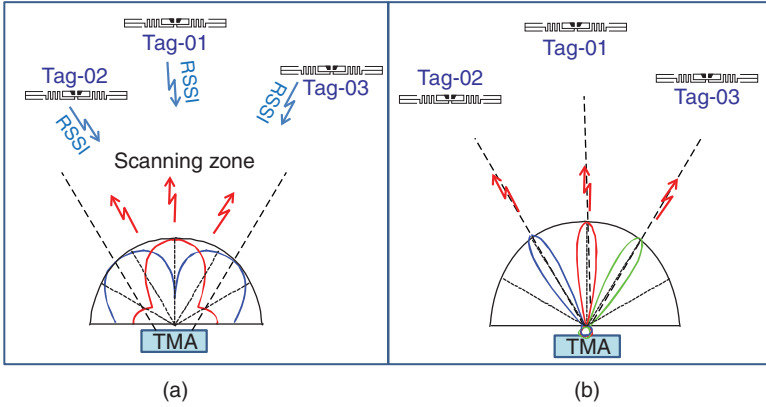 Tag-01
Tag-02
Tag-03
RSSI
RSSI
RSSI
Scanning zone
TMA
(a)
Tag-01
Tag-02
Tag-03
TMA
(b)